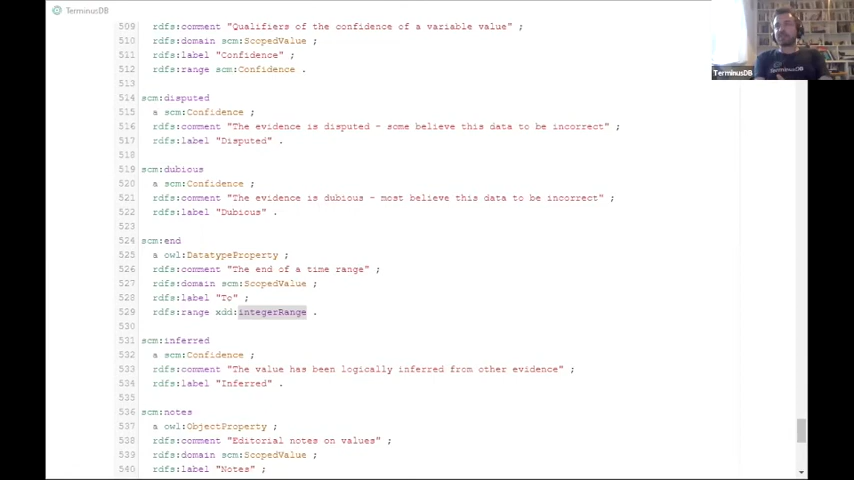 TerminusDB
509 rdfs:comment "Qualifiers of the confidence of a variable value" ;
510 rdfs:domain scm:ScopedValue ;
511 rdfs:label "Confidence" ;
512 rdfs:range scm:Confidence .
513
514 scm:disputed
515 a scm:Confidence ;
516 rdfs:comment "The evidence is disputed - some believe this data to be incorrect" ;
517 rdfs:label "Disputed" .
518
519 scm:dubious
520 a scm:Confidence ;
521 rdfs:comment "The evidence is dubious - most believe this data to be incorrect" ;
522 rdfs:label "Dubious" .
523
524 scm:end
525 a owl:DatatypeProperty ;
526 rdfs:comment "The end of a time range" ;
527 rdfs:domain scm:ScopedValue ;
528 rdfs:label "To" ;
529 rdfs:range xdd:integerRange .
530
531 scm:inferred
532 a scm:Confidence ;
533 rdfs:comment "The value has been logically inferred from other evidence" ;
534 rdfs:label "Inferred" .
535
536 scm:notes
537 a owl:ObjectProperty ;
538 rdfs:comment "Editorial notes on values" ;
539 rdfs:domain scm:ScopedValue ;
540 rdfs:label "Notes" ;
TerminusDB
TerminusDB